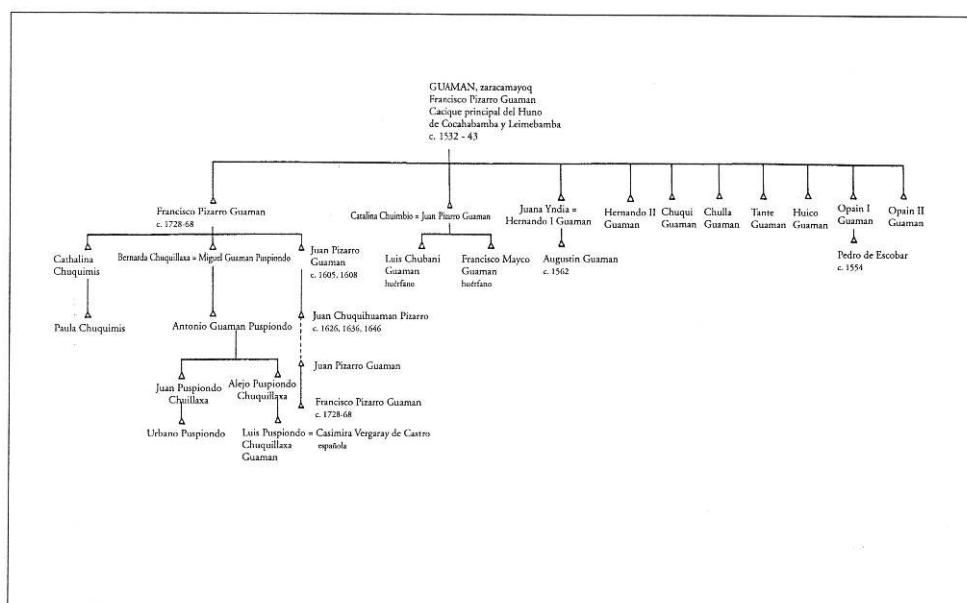 GUAMAN, zaracamayoq
Francisco Pizarro Guaman
Cacique principal del Huno
de Cocahabamba y Leimebamba
c. 1532 - 43
Francisco Pizarro Guaman
c. 1728-68
Catalina Chuimbio = Juan Pizarro Guaman
Juana Yndia =
Hernando I Guaman
Hernando II
Guaman
Chuqui
Guaman
Chulla
Guaman
Tante
Guaman
Huico
Guaman
Opain I
Guaman
Opain II
Guaman
Cathalina
Chuquimis
Bernarda Chuquillaxa = Miguel Guaman Puspiondo
Juan Pizarro
Guaman
c. 1605, 1608
Luis Chubani
Guaman
huérfano
Francisco Mayco
Guaman
huérfano
Augustin Guaman
c. 1562
Pedro de Escobar
c. 1554
Paula Chuquimis
Antonio Guaman Puspiondo
Juan Chuquihuaman Pizarro
c. 1626, 1636, 1646
Juan Pizarro Guaman
Juan Puspiondo
Chuillaxa
Alejo Puspiondo
Chuquillaxa
Francisco Pizarro Guaman
c. 1728-68
Urbano Puspiondo
Luis Puspiondo = Casimira Vergaray de Castro
Chuquillaxa
española
Guaman